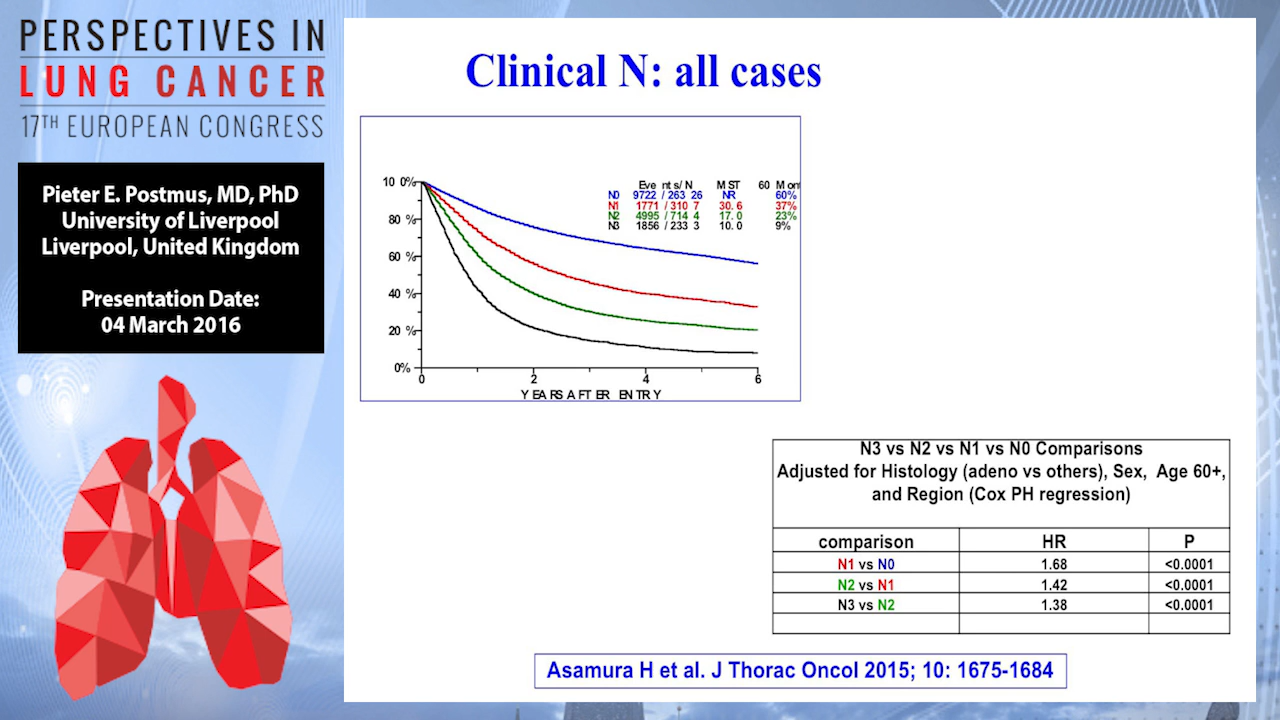 PERSPECTIVES IN
LUNG CANCER
17TH EUROPEAN CONGRESS
Pieter E. Postmus, MD, PhD
University of Liverpool
Liverpool, United Kingdom
Presentation Date:
04 March 2016
Clinical N: all cases
Eve nts/ N MST 60 Mon
N0 9722 / 263 26 NR 60%
N1 1771 / 310 7 30. 6 37%
N2 4995 / 714 4 17. 0 23%
N3 1856 / 233 3 10. 0 9%
10 0%
80 %
60 %
40 %
20 %
0%
0 2 4 6
Y EA RS A FT ER EN TR Y
N3 vs N2 vs N1 vs N0 Comparisons
Adjusted for Histology (adeno vs others), Sex, Age 60+,
and Region (Cox PH regression)
comparison HR P
N1 vs N0 1.68 <0.0001
N2 vs N1 1.42 <0.0001
N3 vs N2 1.38 <0.0001
Asamura H et al. J Thorac Oncol 2015; 10: 1675-1684